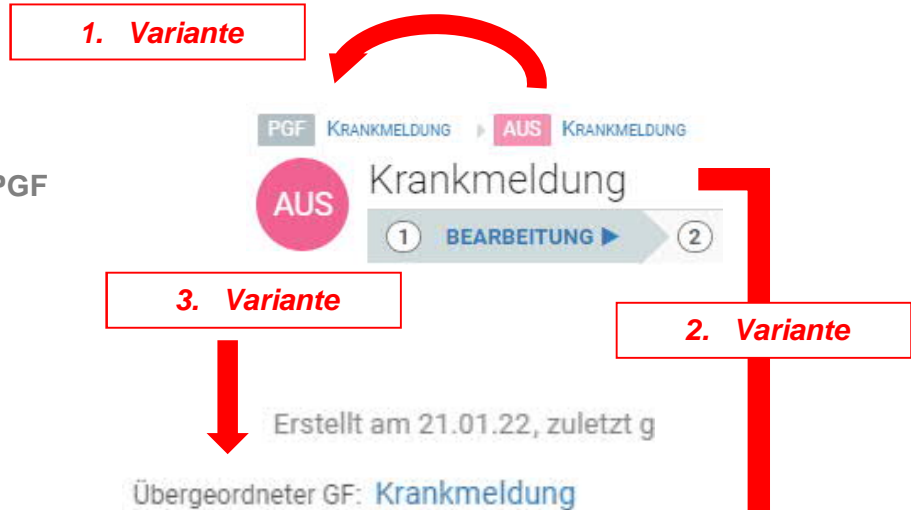 1. Variante
PGF KRANKMELDUNG AUS KRANKMELDUNG
PGF
AUS
Krankmeldung
1 BEARBEITUNG 2
3. Variante
2. Variante
Erstellt am 21.01.22, zuletzt g
Übergeordneter GF: Krankmeldung